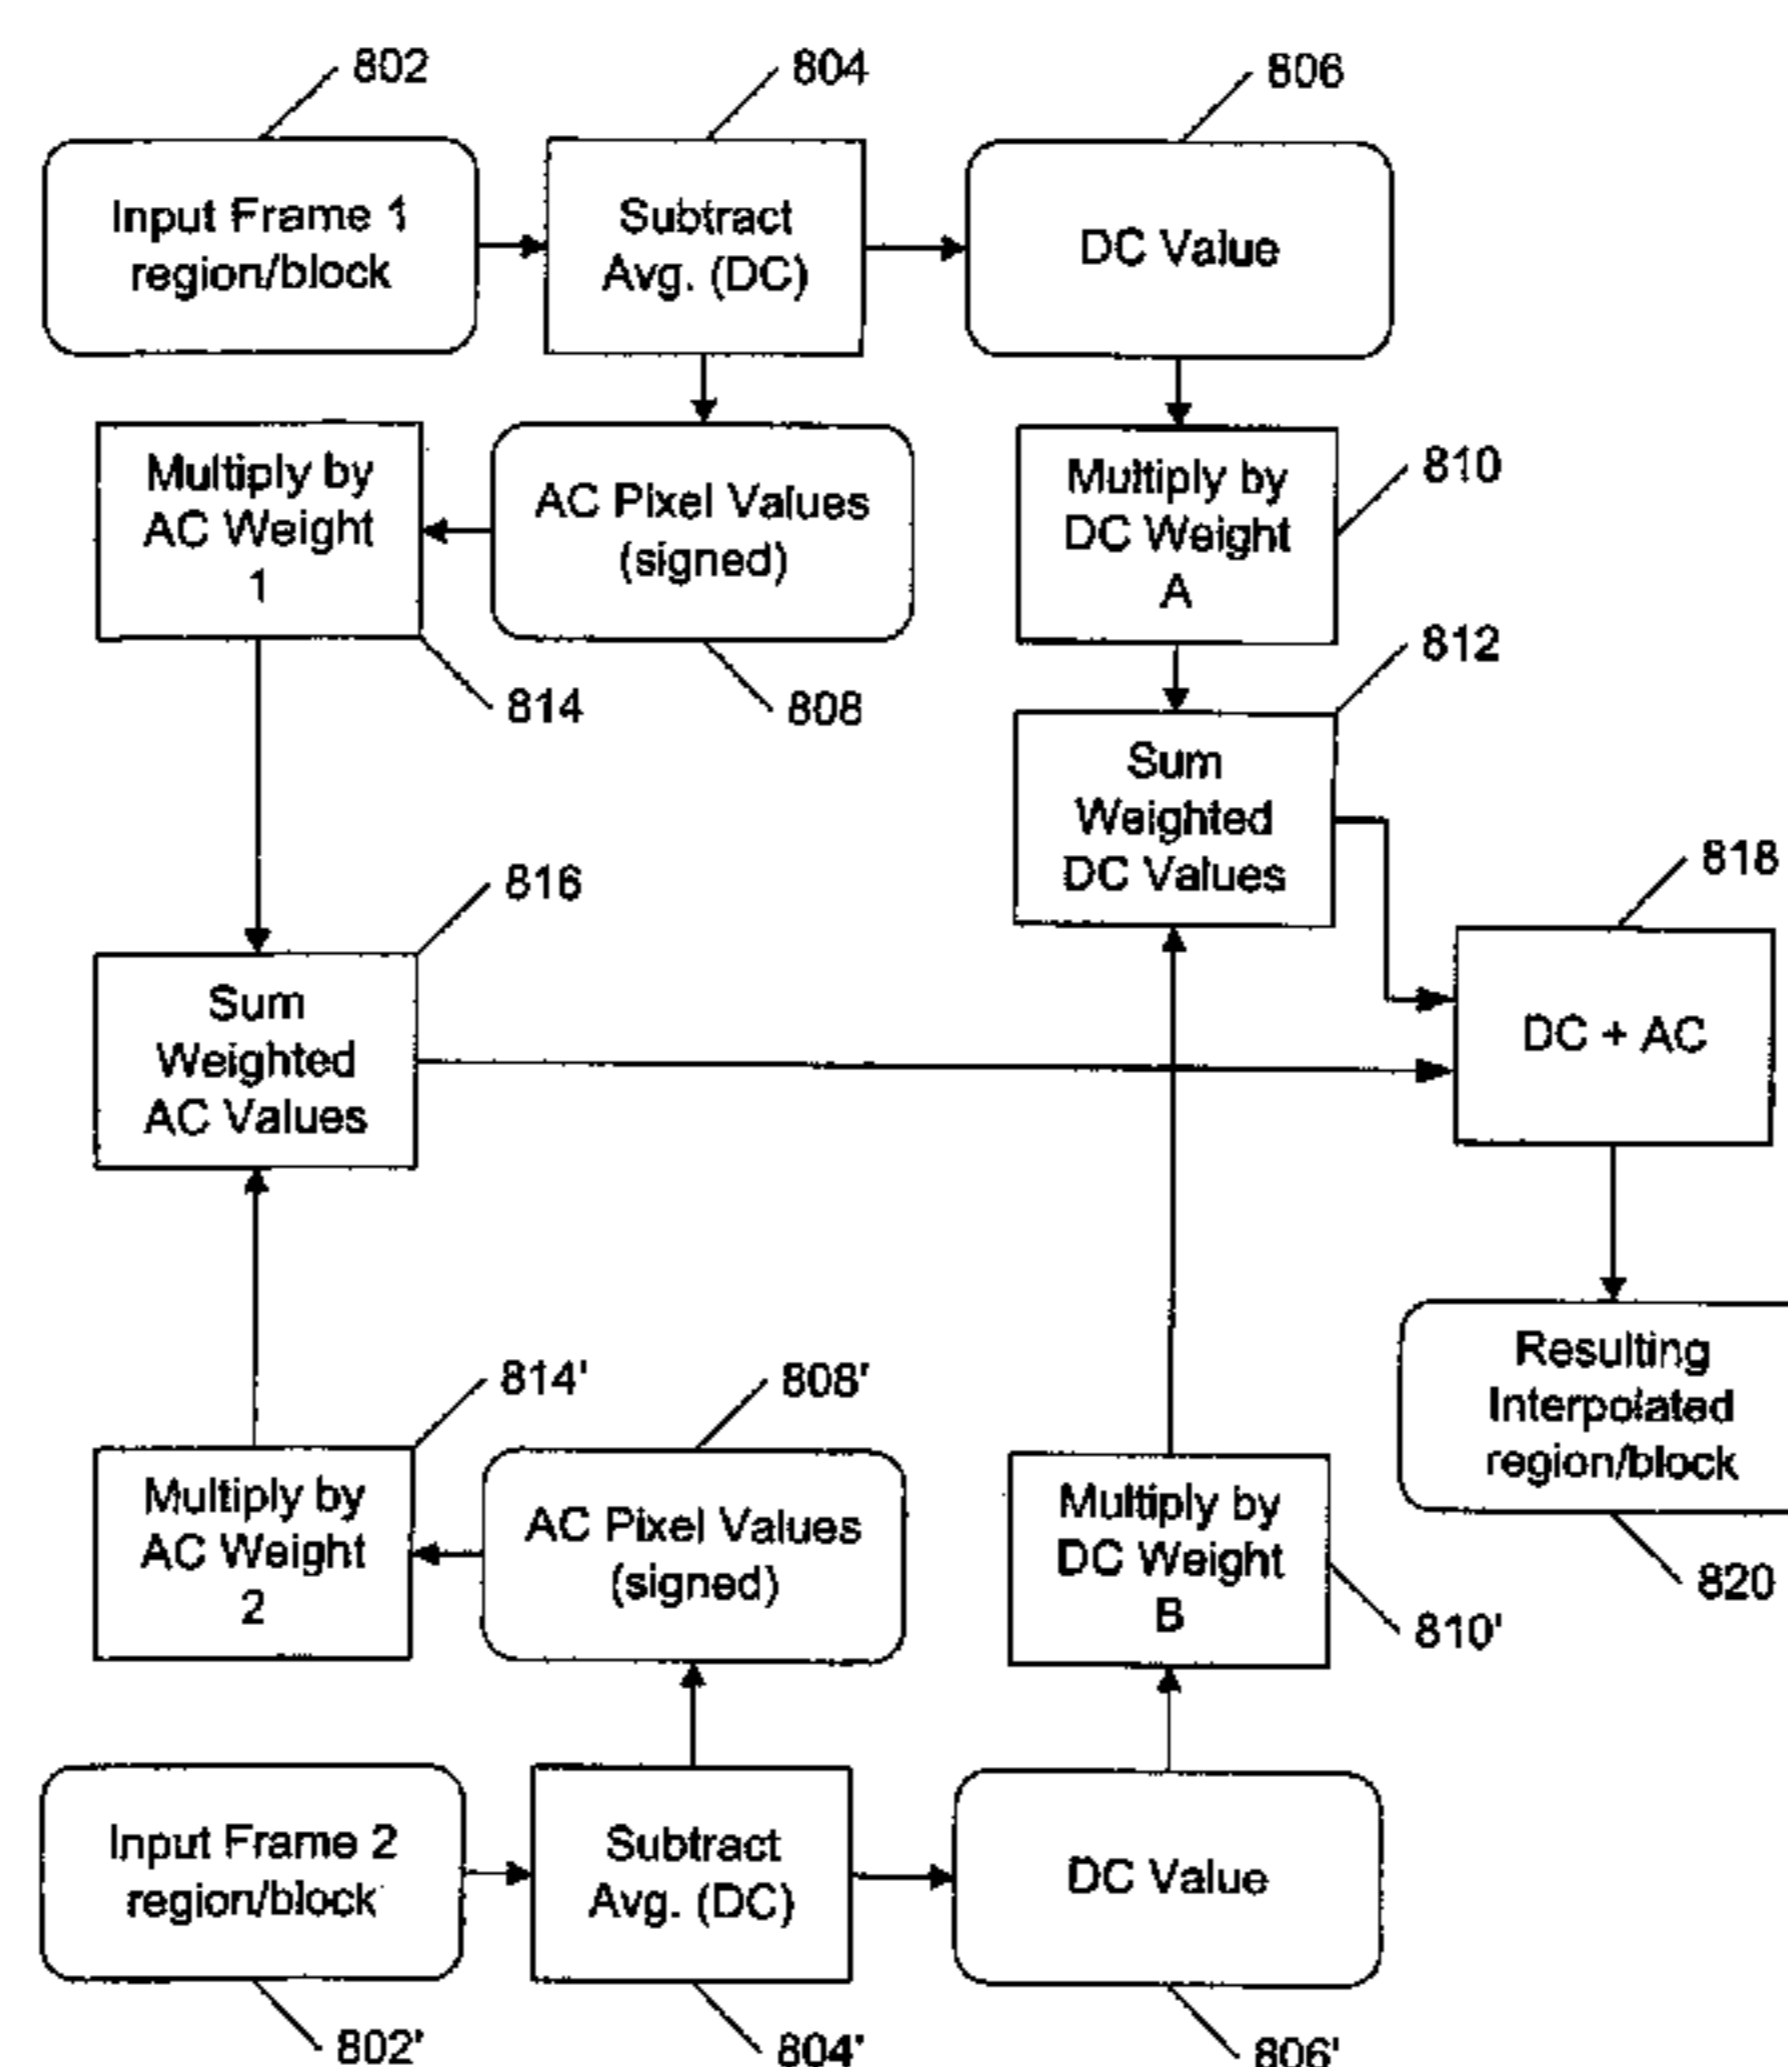 802
804
806
Input Frame 1
region/block
Subtract
Avg. (DC)
DC Value
Multiply by
AC Weight
1
AC Pixel Values
(signed)
Multiply by
DC Weight
A
810
814
808
812
Sum
Weighted
DC Values
816
818
Sum
Weighted
AC Values
DC + AC
814'
808'
Resulting
Interpolated
region/block
Multiply by
AC Weight
2
AC Pixel Values
(signed)
Multiply by
DC Weight
B
820
810'
Input Frame 2
region/block
Subtract
Avg. (DC)
DC Value
802'
804'
806'